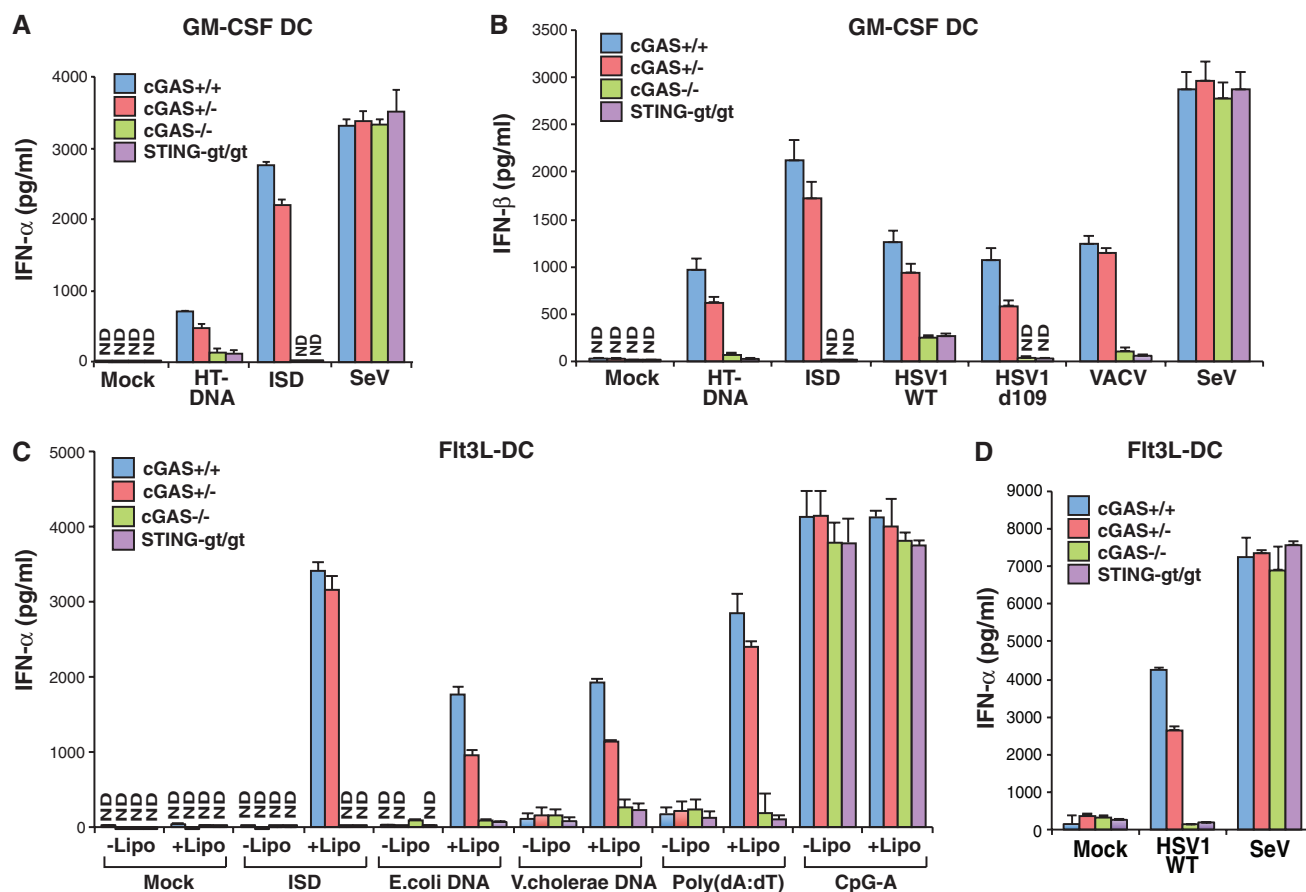 A
GM-CSF DC
IFN-α (pg/ml)
4000
3000
2000
1000
0
cGAS+/+
cGAS+/-
cGAS-/-
STING-gt/gt
ND ND ND ND
ND ND
Mock
HT-
DNA
ISD
SeV
B
GM-CSF DC
IFN-β (pg/ml)
3500
3000
2500
2000
1500
1000
500
0
cGAS+/+
cGAS+/-
cGAS-/-
STING-gt/gt
ND ND ND ND
ND ND
ND ND
Mock
HT-
DNA
ISD
HSV1
WT
HSV1
d109
VACV
SeV
C
Flt3L-DC
IFN-α (pg/ml)
5000
4000
3000
2000
1000
0
cGAS+/+
cGAS+/-
cGAS-/-
STING-gt/gt
ND ND ND ND
ND ND ND ND
ND ND ND ND
ND ND
ND ND
ND
-Lipo +Lipo -Lipo +Lipo -Lipo +Lipo -Lipo +Lipo -Lipo +Lipo -Lipo +Lipo
Mock ISD E.coli DNA V.cholerae DNA Poly(dA:dT) CpG-A
D
Flt3L-DC
IFN-α (pg/ml)
9000
8000
7000
6000
5000
4000
3000
2000
1000
0
cGAS+/+
cGAS+/-
cGAS-/-
STING-gt/gt
Mock
HSV1
WT
SeV